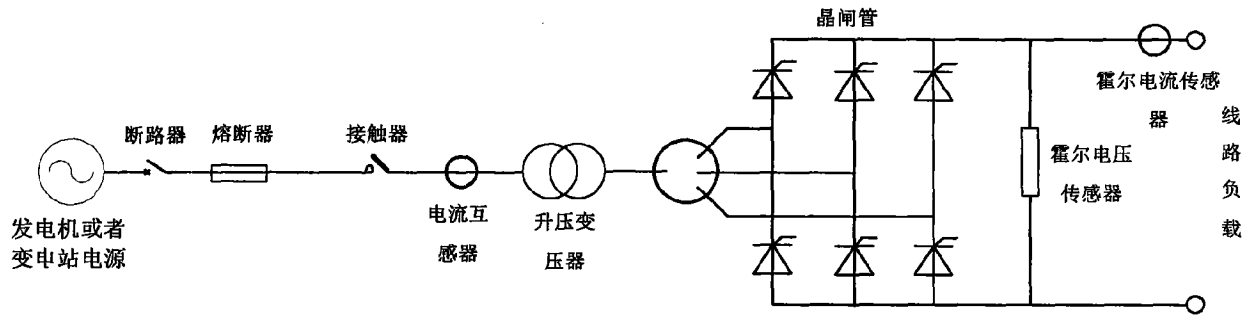 晶闸管
断路器
熔断器
接触器
发电机或者
变电站电源
电流互
感器
升压变
压器
霍尔电压
传感器
霍尔电流传感
器
线
路
负
载